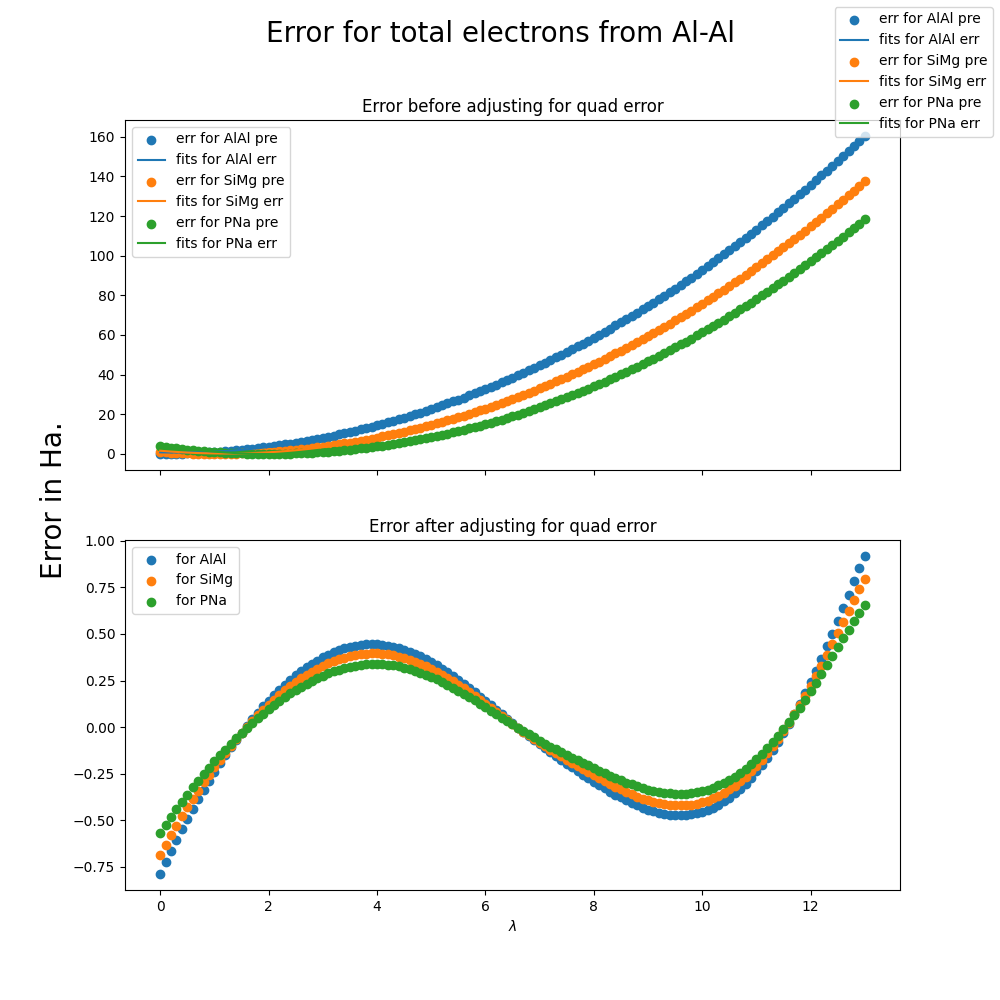 Error for total electrons from Al-Al
err for AlAl pre
fits for AlAl err
err for SiMg pre
fits for SiMg err
err for PNa pre
fits for PNa err
Error before adjusting for quad error
err for AlAl pre
fits for AlAl err
err for SiMg pre
fits for SiMg err
err for PNa pre
fits for PNa err
160
140
120
100
80
60
40
20
0
Error in Ha.
Error after adjusting for quad error
for AlAl
for SiMg
for PNa
1.00
0.75
0.50
0.25
0.00
−0.25
−0.50
−0.75
0 2 4 6 8 10 12
λ